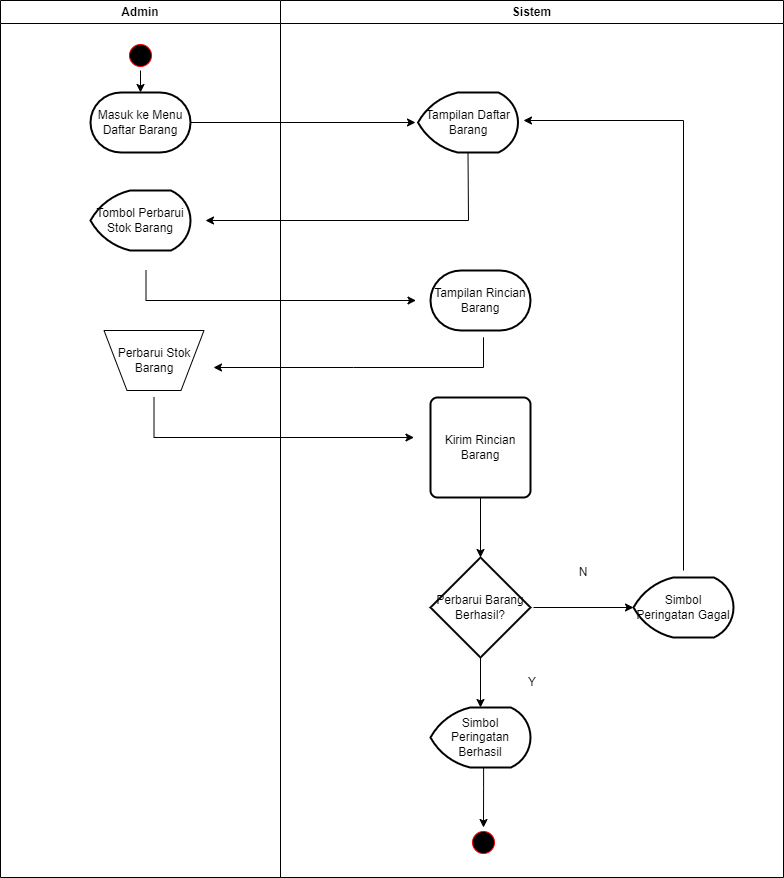 Admin
Sistem
Masuk ke Menu
Daftar Barang
Tampilan Daftar
Barang
Tombol Perbarui
Stok Barang
Tampilan Rincian
Barang
Perbarui Stok
Barang
Kirim Rincian
Barang
Perbarui Barang
Berhasil?
N
Simbol
Peringatan Gagal
Y
Simbol
Peringatan
Berhasil